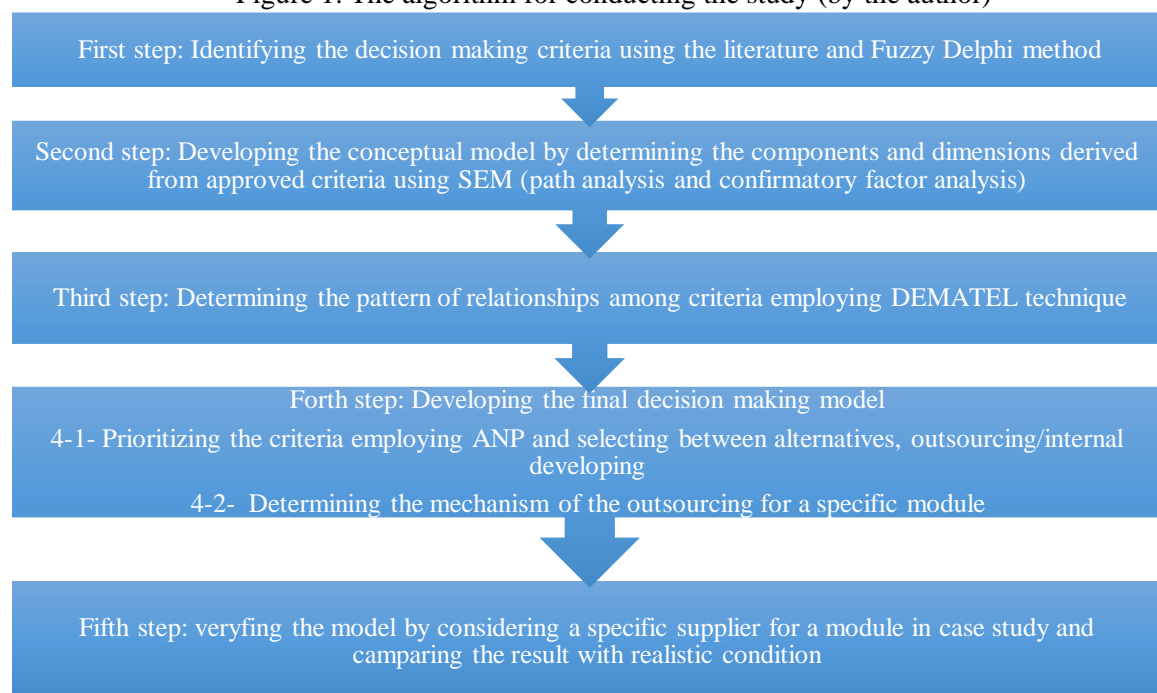 Figure 1. The algorithm for conducting the study (by the author)
First step: Identifying the decision making criteria using the literature and Fuzzy Delphi method
Second step: Developing the conceptual model by determining the components and dimensions derived
from approved criteria using SEM (path analysis and confirmatory factor analysis)
Third step: Determining the pattern of relationships among criteria employing DEMATEL technique
Forth step: Developing the final decision making model
4-1- Prioritizing the criteria employing ANP and selecting between alternatives, outsourcing/internal
developing
4-2- Determining the mechanism of the outsourcing for a specific module
Fifth step: veryfing the model by considering a specific supplier for a module in case study and
camparing the result with realistic condition